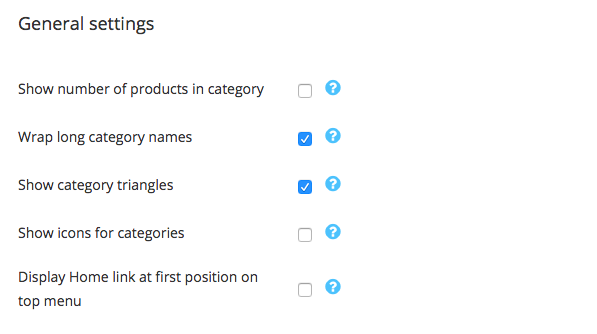 General settings
Show number of products in category
Wrap long category names
Show category triangles
Show icons for categories
Display Home link at first position on
top menu